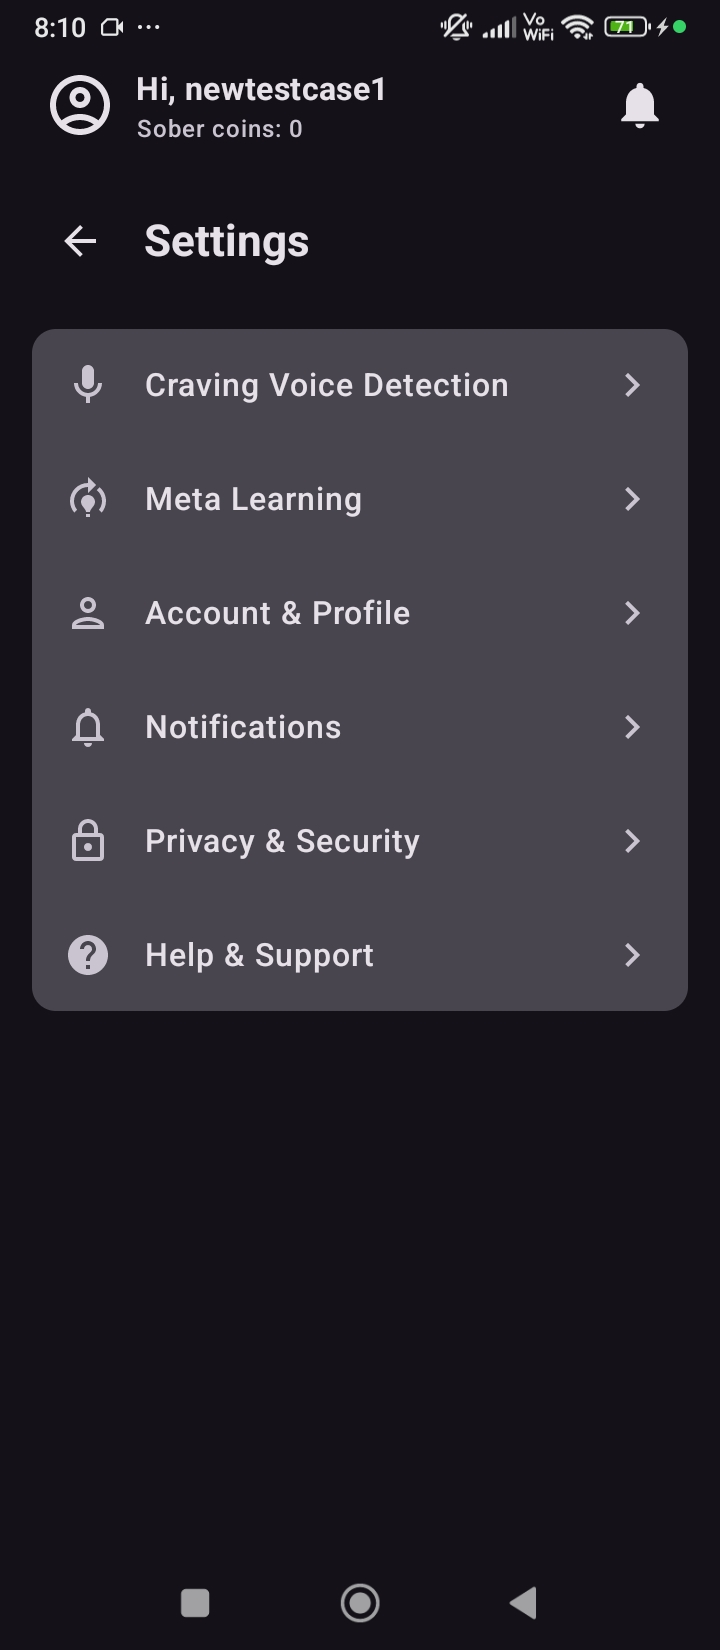 8:10
Vo
WiFi
71
Hi, newtestcase1
Sober coins: 0
Settings
Craving Voice Detection
Meta Learning
Account & Profile
Notifications
Privacy & Security
Help & Support